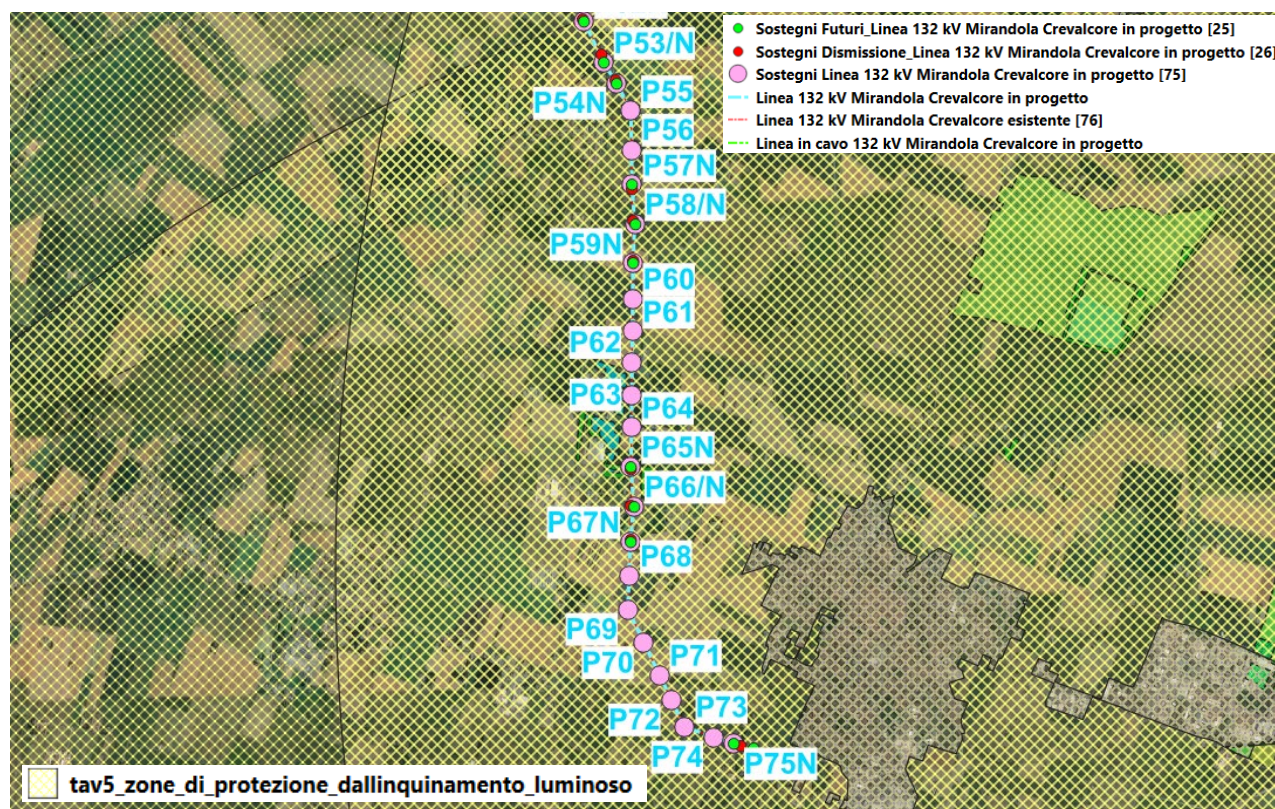 Sostegni Futuri_Linea 132 kV Mirandola Crevalcore in progetto [25]
Sostegni Dismissione_Linea 132 kV Mirandola Crevalcore in progetto [26]
Sostegni Linea 132 kV Mirandola Crevalcore in progetto [75]
Linea 132 kV Mirandola Crevalcore in progetto
Linea 132 kV Mirandola Crevalcore esistente [76]
Linea in cavo 132 kV Mirandola Crevalcore in progetto
P53/N
P54N
P55
P56
P57N
P58/N
P59N
P60
P61
P62
P63
P64
P65N
P66/N
P67N
P68
P69
P70
P71
P72
P73
P74
P75N
tav5_zone_di_protezione_dallinquinamento_luminoso